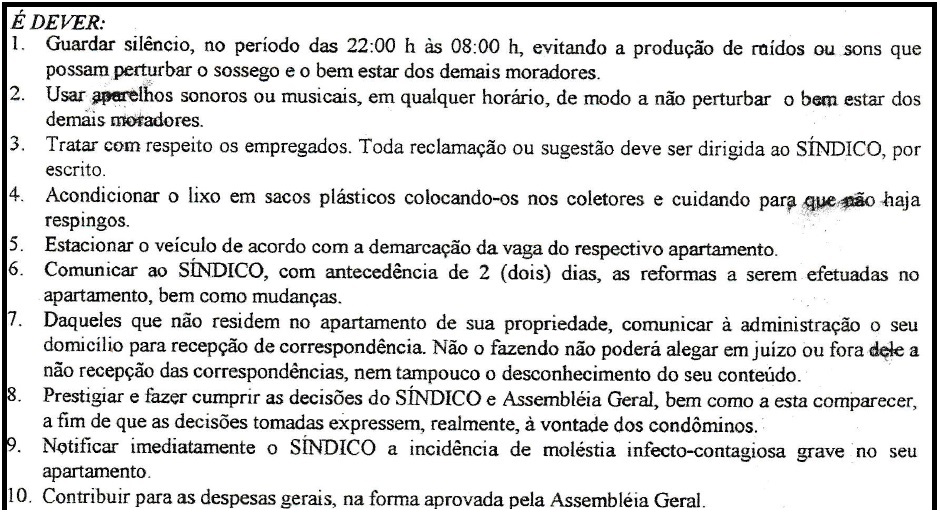 É DEVER:
1. Guardar silêncio, no período das 22:00 h às 08:00 h, evitando a produção de ruídos ou sons que
possam perturbar o sossego e o bem estar dos demais moradores.
2. Usar aparelhos sonoros ou musicais, em qualquer horário, de modo a não perturbar o bem estar dos
demais moradores.
3. Tratar com respeito os empregados. Toda reclamação ou sugestão deve ser dirigida ao SÍNDICO, por
escrito.
4. Acondicionar o lixo em sacos plásticos colocando-os nos coletores e cuidando para que não haja
respingos.
5. Estacionar o veículo de acordo com a demarcação da vaga do respectivo apartamento.
6. Comunicar ao SÍNDICO, com antecedência de 2 (dois) dias, as reformas a serem efetuadas no
apartamento, bem como mudanças.
7. Daqueles que não residem no apartamento de sua propriedade, comunicar à administração o seu
domicílio para recepção de correspondência. Não o fazendo não poderá alegar em juízo ou fora dele a
não recepção das correspondências, nem tampouco o desconhecimento do seu conteúdo.
8. Prestigiar e fazer cumprir as decisões do SÍNDICO e Assembléia Geral, bem como a esta comparecer,
a fim de que as decisões tomadas expressem, realmente, à vontade dos condôminos.
9. Notificar imediatamente o SÍNDICO a incidência de moléstia infecto-contagiosa grave no seu
apartamento.
10. Contribuir para as despesas gerais, na forma aprovada pela Assembléia Geral.